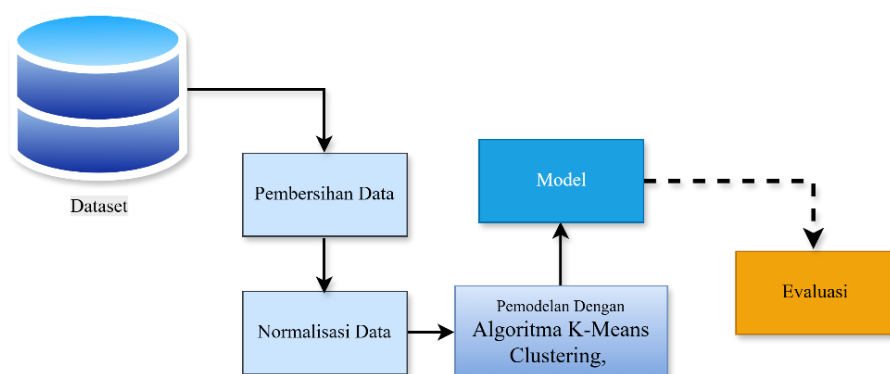 Dataset
Pembersihan Data
Normalisasi Data
Pemodelan Dengan
Algoritma K-Means
Clustering,
Model
Evaluasi